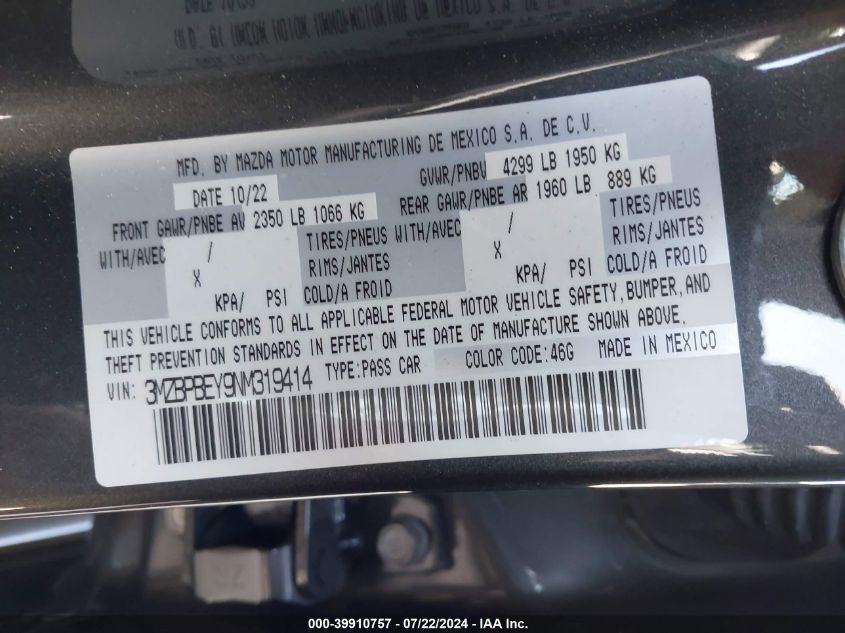 MFD. BY MAZDA MOTOR MANUFACTURING DE MEXICO S.A. DE C.V.
DATE 10/22 GVWR/PNBV 4299 LB 1950 KG
FRONT GAWR/PNBE AV 2350 LB 1066 KG REAR GAWR/PNBE AR 1960 LB 889 KG
WITH/AVEC / TIRES/PNEUS WITH/AVEC / TIRES/PNEUS
X RIMS/JANTES X RIMS/JANTES
KPA/ PSI COLD/A FROID KPA/ PSI COLD/A FROID
THIS VEHICLE CONFORMS TO ALL APPLICABLE FEDERAL MOTOR VEHICLE SAFETY, BUMPER, AND
THEFT PREVENTION STANDARDS IN EFFECT ON THE DATE OF MANUFACTURE SHOWN ABOVE.
VIN: 3MZBPBEY9NM319414 TYPE:PASS CAR COLOR CODE:46G MADE IN MEXICO
000-39910757 - 07/22/2024 - IAA Inc.